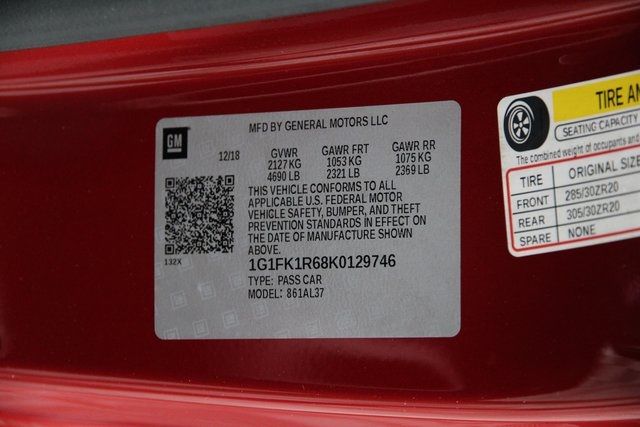 GM
MFD BY GENERAL MOTORS LLC
12/18
GVWR GAWR FRT GAWR RR
2127 KG 1053 KG 1075 KG
4690 LB 2321 LB 2369 LB
THIS VEHICLE CONFORMS TO ALL
APPLICABLE U.S. FEDERAL MOTOR
VEHICLE SAFETY, BUMPER, AND THEFT
PREVENTION STANDARDS IN EFFECT ON
THE DATE OF MANUFACTURE SHOWN
ABOVE.
132X
1G1FK1R68K0129746
TYPE: PASS CAR
MODEL: 861AL37
TIRE AN
SEATING CAPACITY
The combined weight of occupants and
TIRE ORIGINAL SIZE
FRONT 285/30ZR20
REAR 305/30ZR20
SPARE NONE